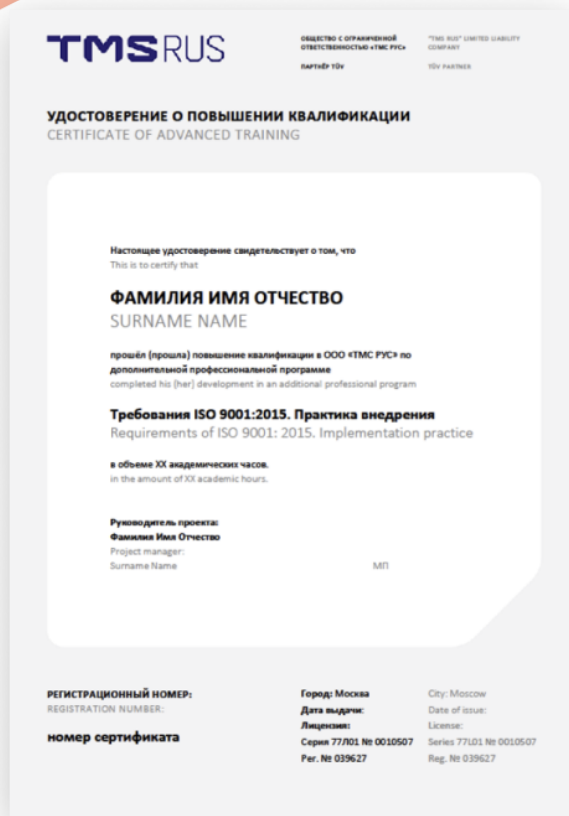 TMSRUS
ОБЩЕСТВО С ОГРАНИЧЕННОЙ
ОТВЕТСТВЕННОСТЬЮ «ТМС РУС»
ПАРТНЁР TÜV
"TMS RUS" LIMITED LIABILITY
COMPANY
TÜV PARTNER
УДОСТОВЕРЕНИЕ О ПОВЫШЕНИИ КВАЛИФИКАЦИИ
CERTIFICATE OF ADVANCED TRAINING
Настоящее удостоверение свидетельствует о том, что
This is to certify that
ФАМИЛИЯ ИМЯ ОТЧЕСТВО
SURNAME NAME
прошёл (прошла) повышение квалификации в ООО «ТМС РУС» по
дополнительной профессиональной программе
completed his (her) development in an additional professional program
Требования ISO 9001:2015. Практика внедрения
Requirements of ISO 9001: 2015. Implementation practice
в объеме XX академических часов.
in the amount of XX academic hours.
Руководитель проекта:
Фамилия Имя Отчество
Project manager:
Surname Name
МП
РЕГИСТРАЦИОННЫЙ НОМЕР:
REGISTRATION NUMBER:
номер сертификата
Город: Москва
Дата выдачи:
Лицензия:
Серия 77Л01 № 0010507
Рег. № 039627
City: Moscow
Date of issue:
License:
Series 77L01 № 0010507
Reg. № 039627